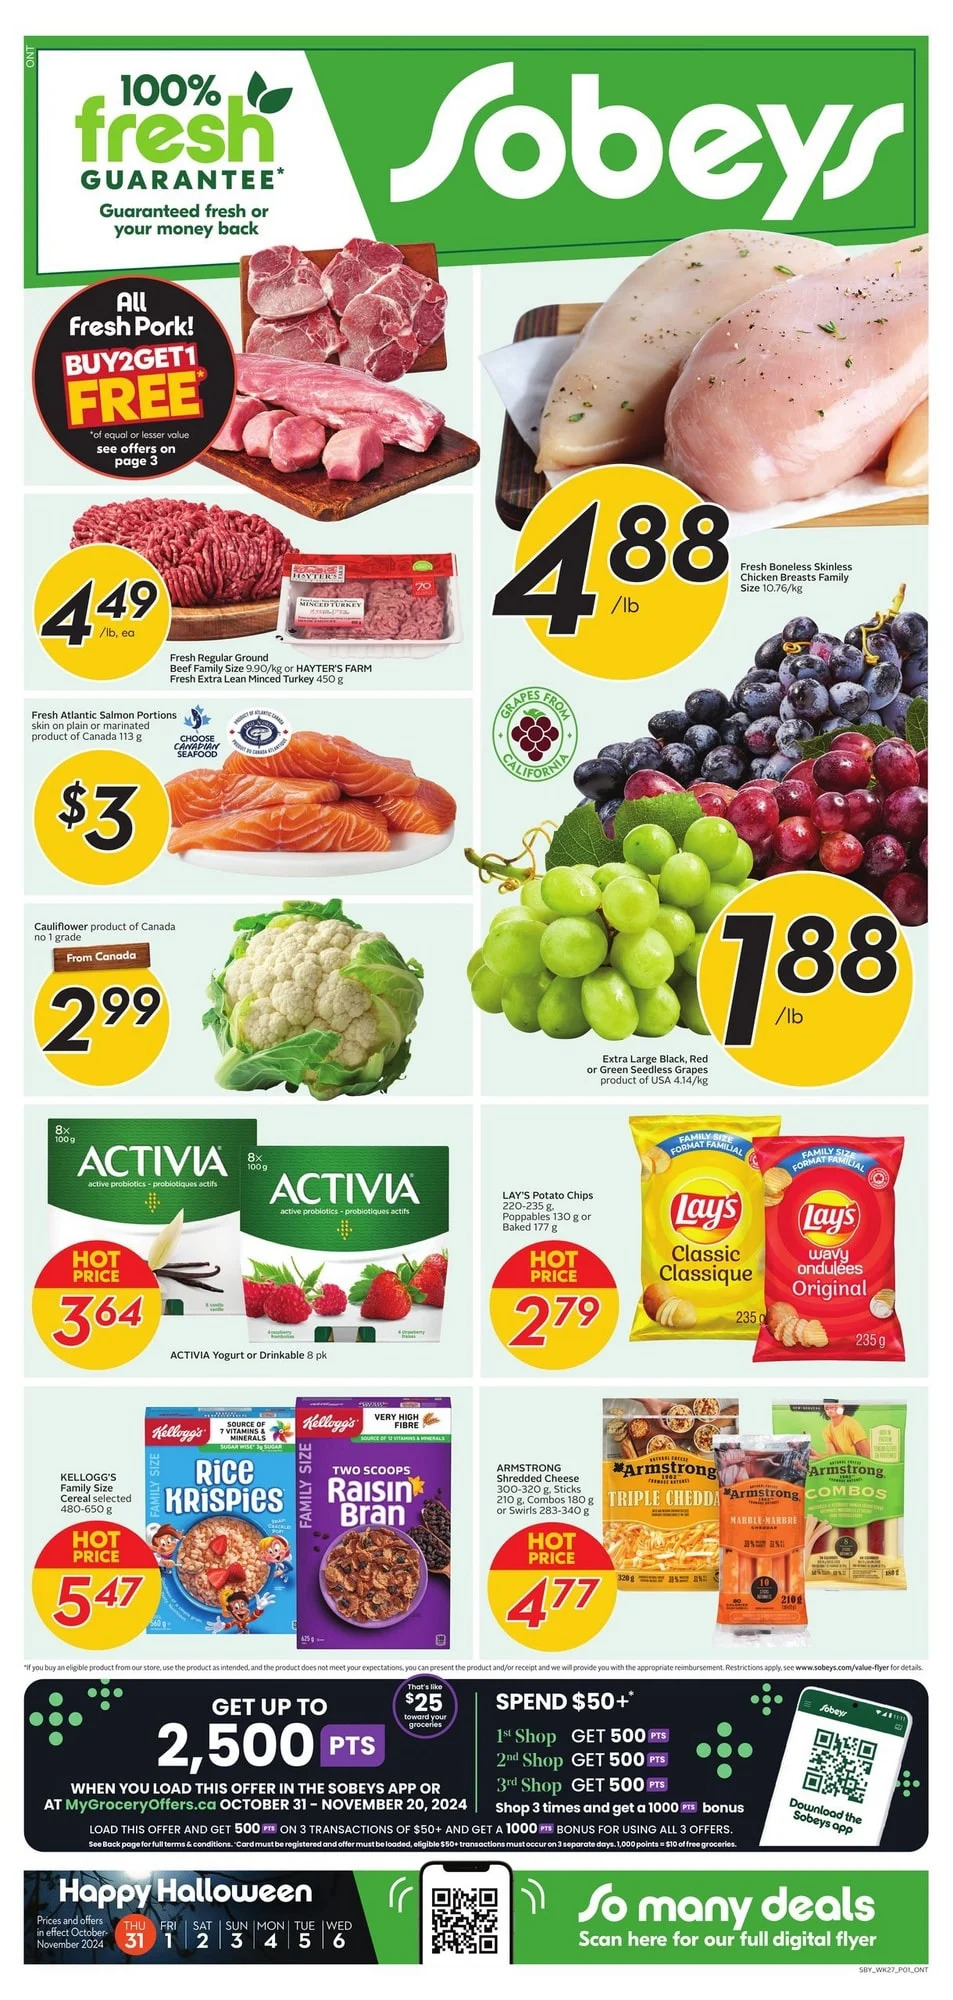 ONT
100%
fresh
GUARANTEE*
Guaranteed fresh or
your money back
Sobeys
All
Fresh Pork!
BUY2GET1
FREE*
*of equal or lesser value
see offers on
page 3
4.88
/lb
Fresh Boneless Skinless
Chicken Breasts Family
Size 10.76/kg
4.49
/lb, ea
HAYTER'S
MINCED TURKEY
Fresh Regular Ground
Beef Family Size 9.90/kg or HAYTER'S FARM
Fresh Extra Lean Minced Turkey 450 g
Fresh Atlantic Salmon Portions
skin on plain or marinated
product of Canada 113 g
CHOOSE
CANADIAN
SEAFOOD
$3
GRAPES FROM
CALIFORNIA
Cauliflower product of Canada
no 1 grade
From Canada
2.99
1.88
/lb
Extra Large Black, Red
or Green Seedless Grapes
product of USA 4.14/kg
8x
100 g
ACTIVIA
active probiotics - probiotiques actifs
8x
100 g
ACTIVIA
active probiotics - probiotiques actifs
HOT
PRICE
3.64
ACTIVIA Yogurt or Drinkable 8 pk
LAY'S Potato Chips
220-235 g,
Poppables 130 g or
Baked 177 g
HOT
PRICE
2.79
FAMILY SIZE
FORMAT FAMILIAL
Lay's
Classic
Classique
235 g
FAMILY SIZE
FORMAT FAMILIAL
Lay's
wavy
ondulées
Original
235 g
KELLOGG'S
Family Size
Cereal selected
480-650 g
HOT
PRICE
5.47
Kellogg's
SOURCE OF
7 VITAMINS &
MINERALS
SUGAR WISE* 3g SUGAR
FAMILY SIZE
Rice
KRISPIES
560 g
Kellogg's
VERY HIGH
FIBRE
SOURCE OF 12 VITAMINS & MINERALS
FAMILY SIZE
TWO SCOOPS
Raisin
Bran
625 g
ARMSTRONG
Shredded Cheese
300-320 g, Sticks
210 g, Combos 180 g
or Swirls 283-340 g
HOT
PRICE
4.77
Armstrong
TRIPLE CHEDDA
320 g
Armstrong
MARBLE-MARBRÉ
CHEDDAR
10
210 g
Armstrong
COMBOS
8
180 g
*If you buy an eligible product from our store, use the product as intended, and the product does not meet your expectations, you can present the product and/or receipt and we will provide you with the appropriate reimbursement. Restrictions apply, see www.sobeys.com/value-flyer for details.
GET UP TO
2,500 PTS
That's like
$25
toward your
groceries
WHEN YOU LOAD THIS OFFER IN THE SOBEYS APP OR
AT MyGroceryOffers.ca OCTOBER 31 - NOVEMBER 20, 2024
SPEND $50+*
1st Shop GET 500 PTS
2nd Shop GET 500 PTS
3rd Shop GET 500 PTS
Shop 3 times and get a 1000 PTS bonus
Sobeys
11:11
Download the
Sobeys app
LOAD THIS OFFER AND GET 500 PTS ON 3 TRANSACTIONS OF $50+ AND GET A 1000 PTS BONUS FOR USING ALL 3 OFFERS.
See Back page for full terms & conditions. *Card must be registered and offer must be loaded, eligible $50+ transactions must occur on 3 separate days. 1,000 points = $10 of free groceries.
Happy Halloween
Prices and offers
in effect October-
November 2024
THU FRI SAT SUN MON TUE WED
31 1 2 3 4 5 6
So many deals
Scan here for our full digital flyer
SBY_WK27_P01_ONT